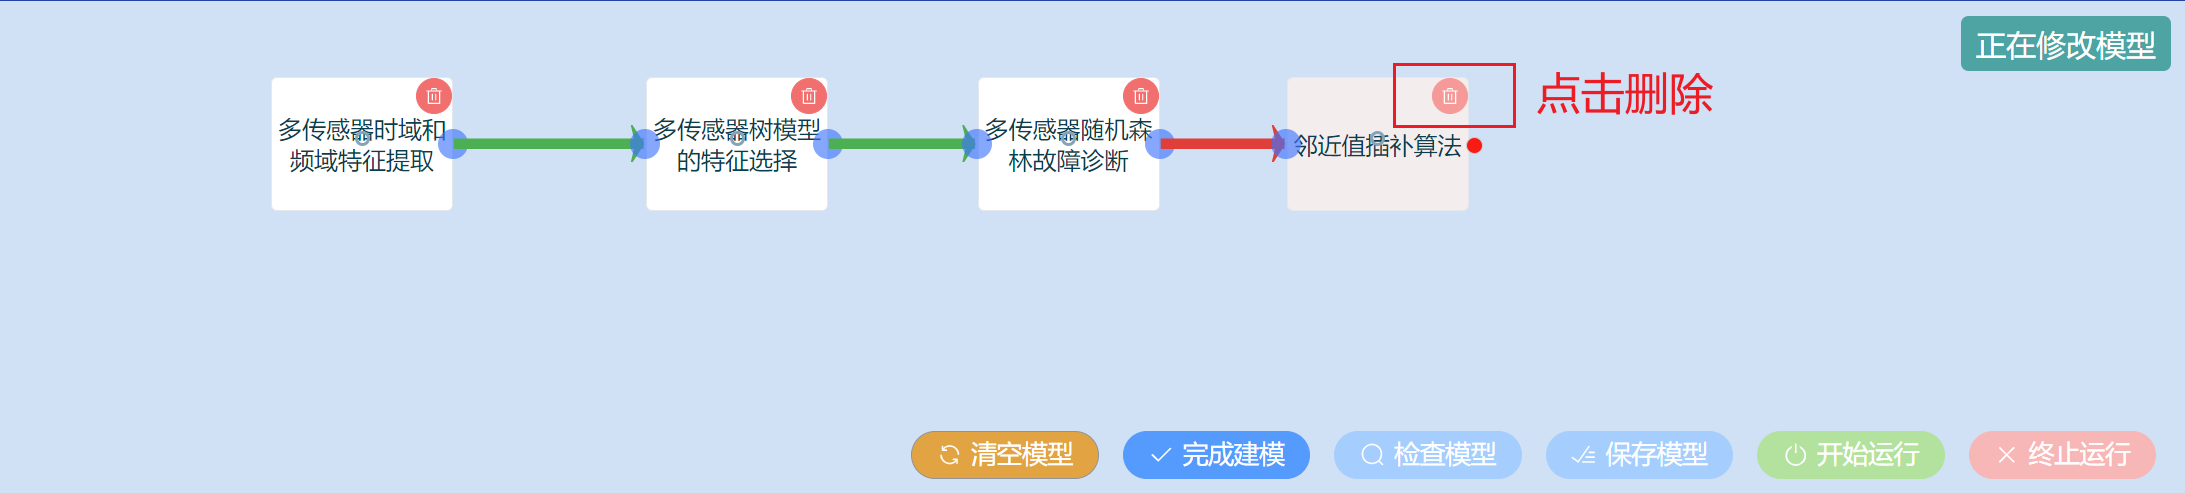 正在修改模型
点击删除
多传感器时域和
频域特征提取
多传感器树模型
的特征选择
多传感器随机森
林故障诊断
邻近值插补算法
清空模型
完成建模
检查模型
保存模型
开始运行
终止运行